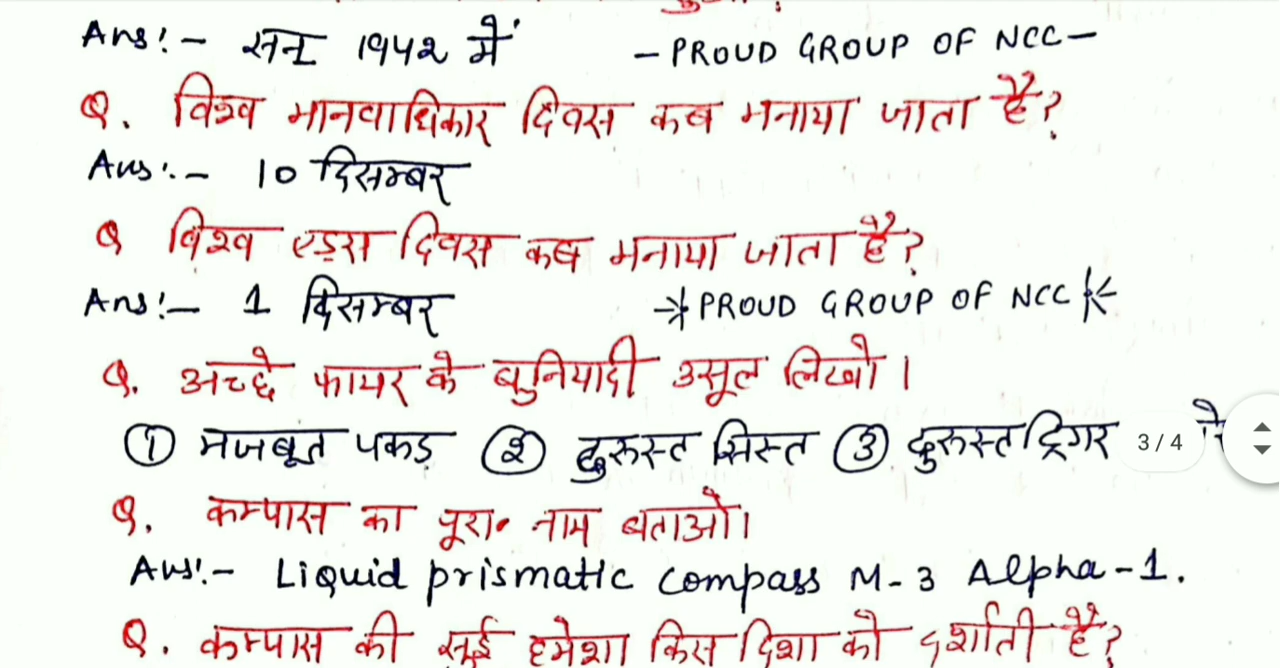 Ans:- सन् 1942 में - PROUD GROUP OF NCC -
Q. विश्व मानवाधिकार दिवस कब मनाया जाता है?
Ans:- 10 दिसम्बर
Q विश्व एड्स दिवस कब मनाया जाता है?
Ans:- 1 दिसम्बर PROUD GROUP OF NCC
Q. अच्छे फायर के बुनियादी उसूल लिखो।
① मजबूत पकड़ ② दुरुस्त सिस्त ③ दुरुस्त ट्रिगर
3/4
Q. कम्पास का पूरा नाम बताओ।
Ans:- Liquid prismatic compass M-3 Alpha-1.
Q. कम्पास की सुई हमेशा किस दिशा को दर्शाती है?